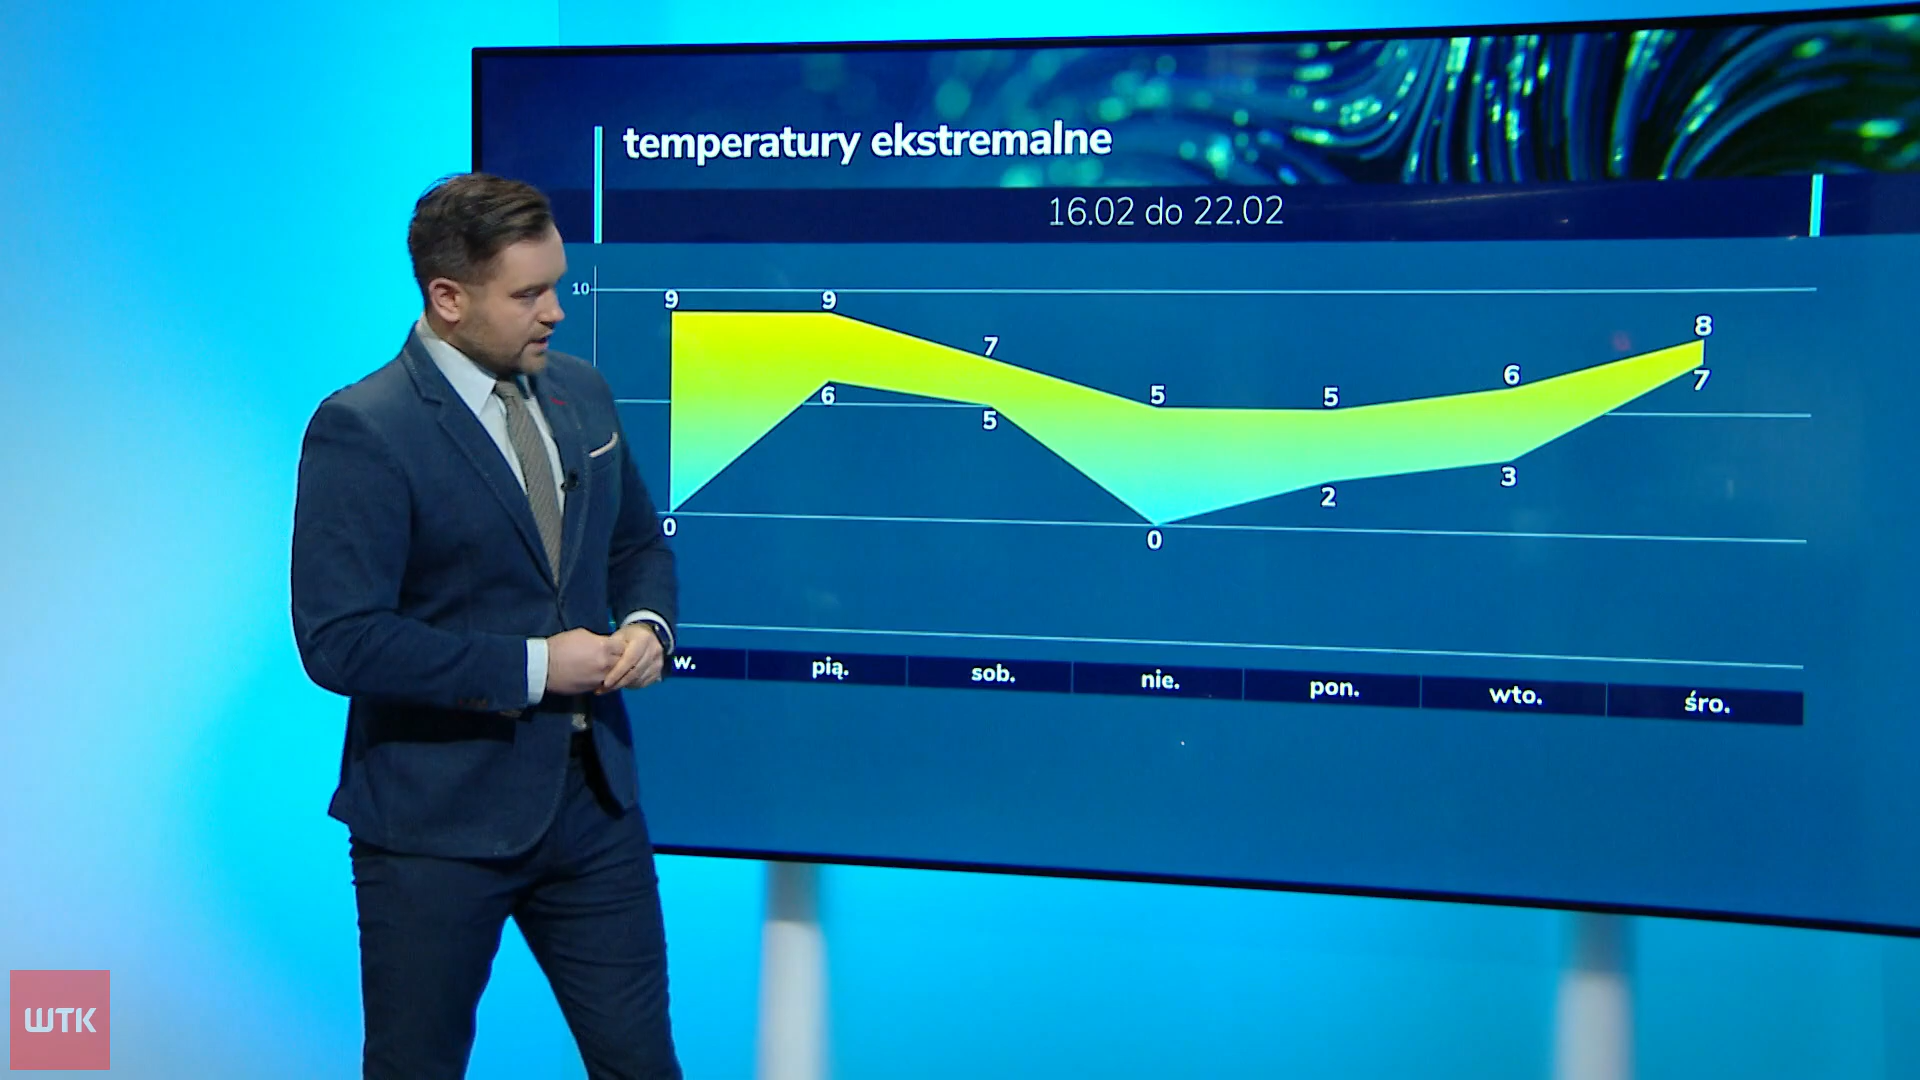 temperatury ekstremalne
16.02 do 22.02
10
9 9 7 5 5 6 8
0 6 5 0 2 3 7
w. pią. sob. nie. pon. wto. śro.
WTK